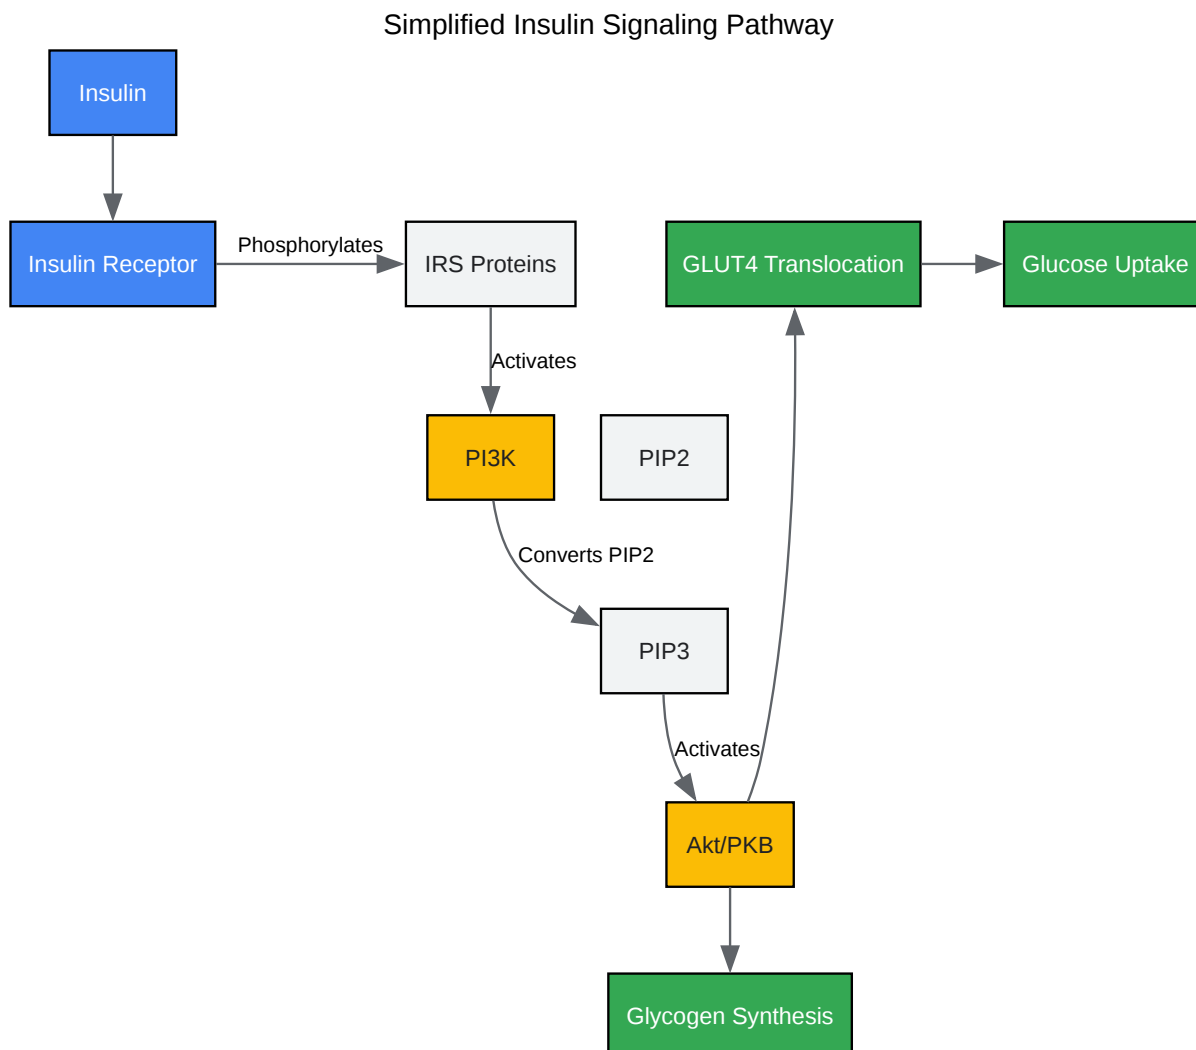 Simplified Insulin Signaling Pathway
Insulin
Insulin Receptor
Phosphorylates
IRS Proteins
GLUT4 Translocation
Glucose Uptake
Activates
PI3K
PIP2
Converts PIP2
PIP3
Activates
Akt/PKB
Glycogen Synthesis